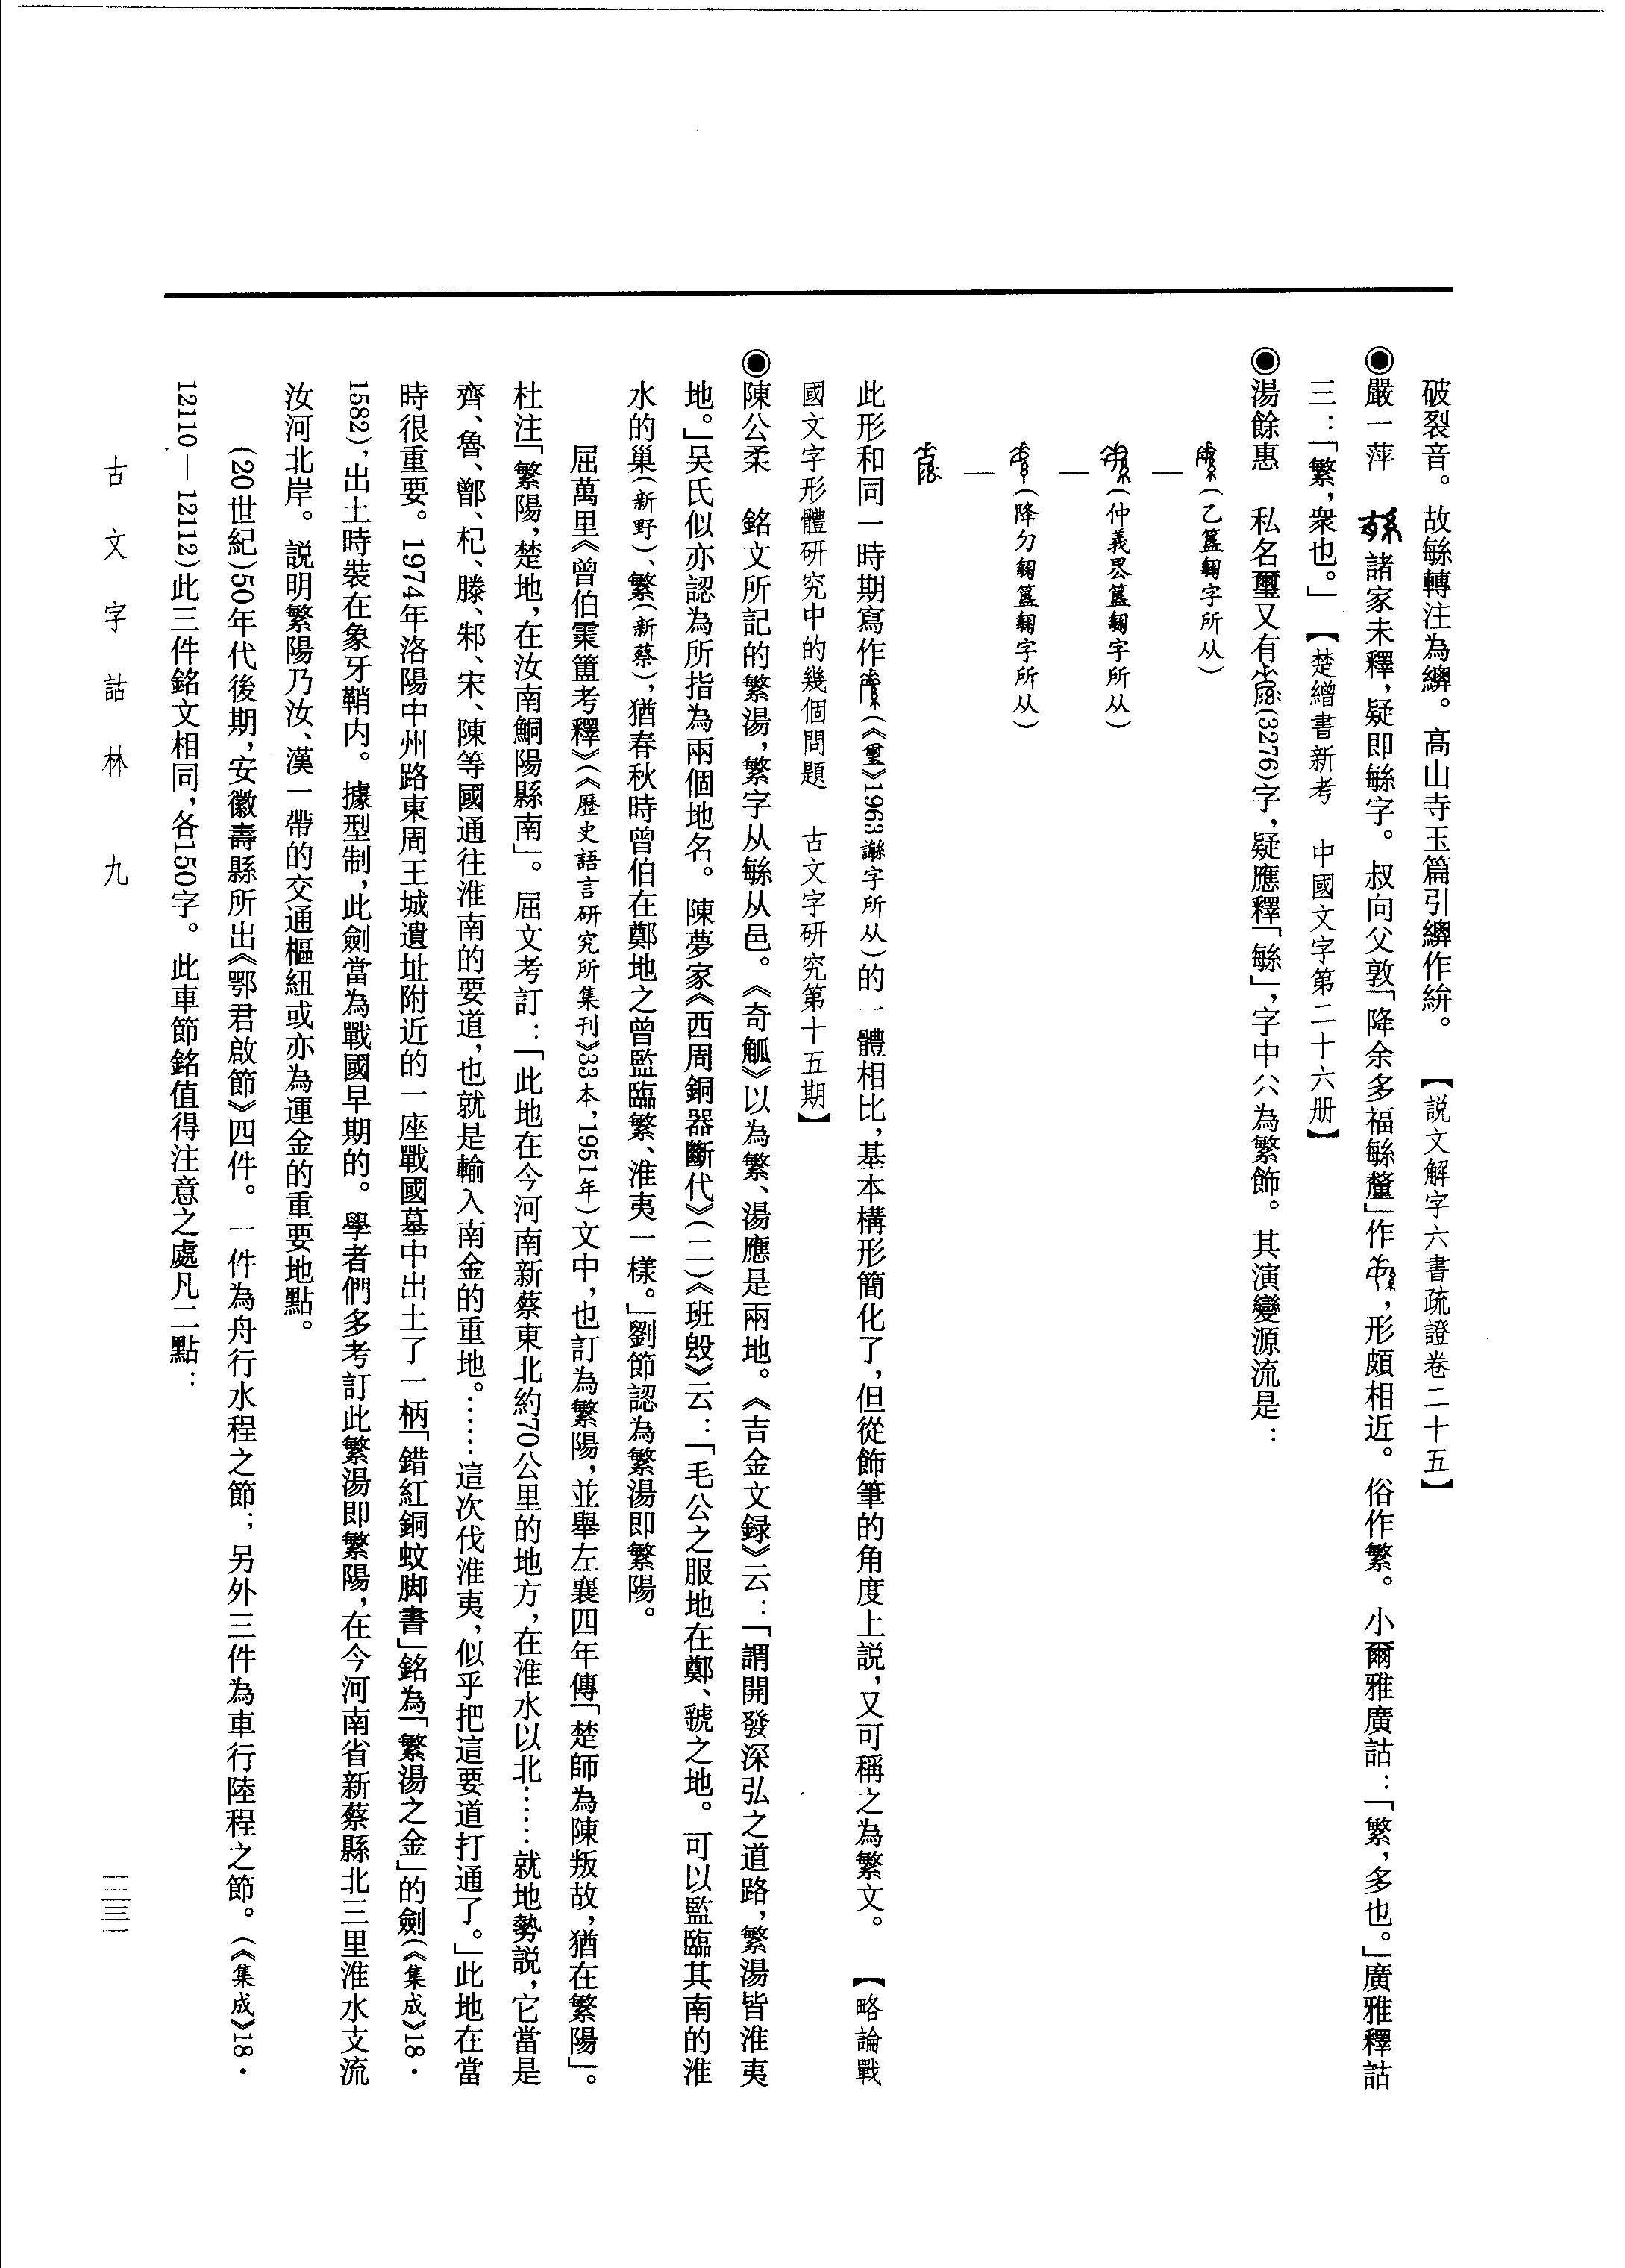 破裂音。故緐轉注為繛。高山寺玉篇引繛作絣。　【説文解字六書疏證卷二十五】
◉嚴一萍　諸家未釋，疑即緐字。叔向父敦「降余多福緐釐」作，形頗相近。俗作繁。小爾雅廣詁：「繁，多也。」廣雅釋詁
三：「繁，衆也。」【楚繒書新考　中國文字第二十六册】
◉湯餘惠　私名璽又有(3276)字，疑應釋「緐」，字中八為繁飾。其演變源流是：
(乙簋字所从)
—
(仲義昷簋字所从)
—
(降勹簋字所从)
—
此形和同一時期寫作(《璽》1963字所从)的一體相比，基本構形簡化了，但從飾筆的角度上説，又可稱之為繁文。　【略論戰
國文字形體研究中的幾個問題　古文字研究第十五期】
◉陳公柔　銘文所記的繁湯，繁字从緐从邑。《奇觚》以為繁、湯應是兩地。《吉金文録》云：「謂開發深弘之道路，繁湯皆淮夷
地。」吴氏似亦認為所指為兩個地名。陳夢家《西周銅器斷代》(二)《班毁》云：「毛公之服地在鄭、虢之地。可以監臨其南的淮
水的巢(新野)、繁(新蔡)，猶春秋時曾伯在鄭地之曾監臨繁、淮夷一樣。」劉節認為繁湯即繁陽。
屈萬里《曾伯霥簠考釋》(《歷史語言研究所集刊》33本，1951年)文中，也訂為繁陽，並舉左襄四年傳「楚師為陳叛故，猶在繁陽」。
杜注「繁陽，楚地，在汝南鮦陽縣南」。屈文考訂：「此地在今河南新蔡東北約70公里的地方，在淮水以北……就地勢説，它當是
齊、魯、鄫、杞、滕、邾、宋、陳等國通往淮南的要道，也就是輸入南金的重地。……這次伐淮夷，似乎把這要道打通了。」此地在當
時很重要。1974年洛陽中州路東周王城遺址附近的一座戰國墓中出土了一柄「錯紅銅蚊脚書」銘為「繁湯之金」的劍(《集成》18·
1582)，出土時裝在象牙鞘内。據型制，此劍當為戰國早期的。學者們多考訂此繁湯即繁陽，在今河南省新蔡縣北三里淮水支流
汝河北岸。説明繁陽乃汝、漢一帶的交通樞紐或亦為運金的重要地點。
(20世紀)50年代後期，安徽壽縣所出《鄂君啟節》四件。一件為舟行水程之節；另外三件為車行陸程之節。(《集成》18·
12110—12112)此三件銘文相同，各150字。此車節銘值得注意之處凡二點：
古文字詁林　九
三三一